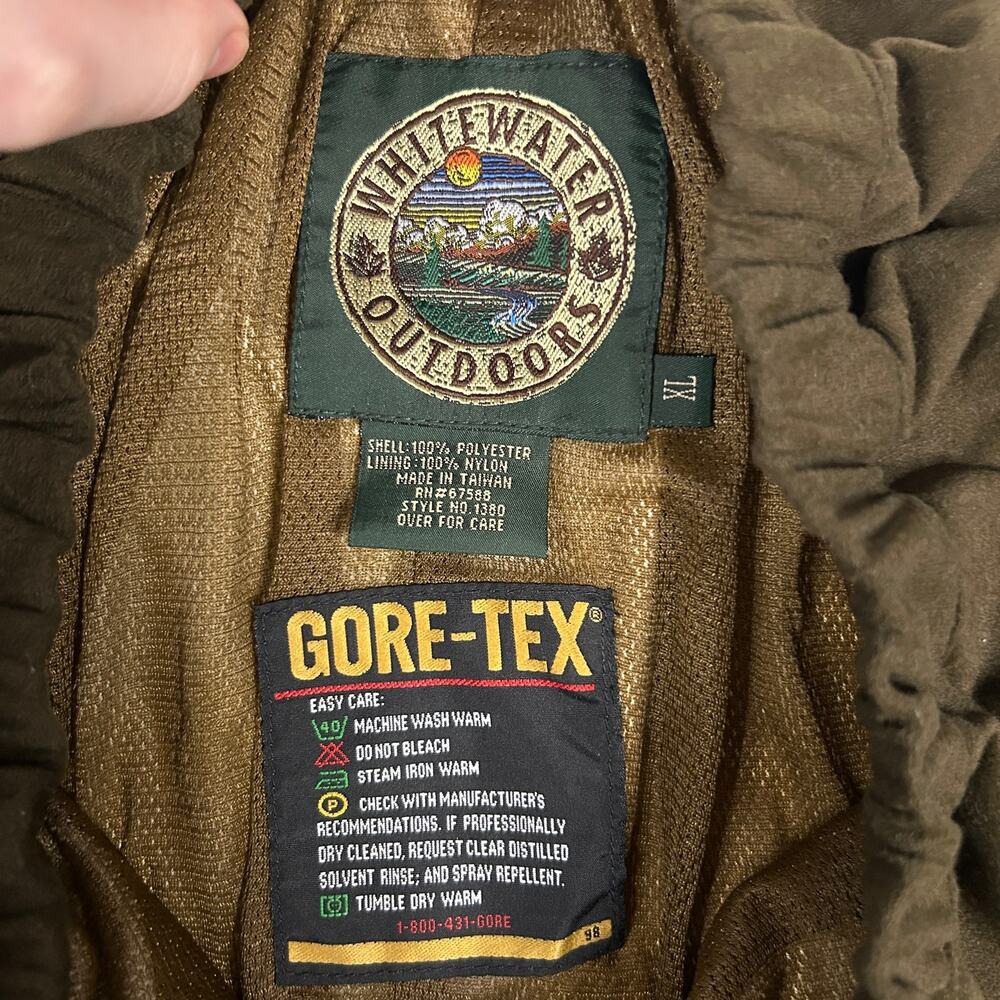 WHITEWATER
OUTDOORS
XL
SHELL:100% POLYESTER
LINING:100% NYLON
MADE IN TAIWAN
RN#67588
STYLE NO.1380
OVER FOR CARE
GORE-TEX®
EASY CARE:
40 MACHINE WASH WARM
DO NOT BLEACH
STEAM IRON WARM
P CHECK WITH MANUFACTURER'S
RECOMMENDATIONS. IF PROFESSIONALLY
DRY CLEANED, REQUEST CLEAR DISTILLED
SOLVENT RINSE; AND SPRAY REPELLENT.
TUMBLE DRY WARM
1-800-431-GORE
98